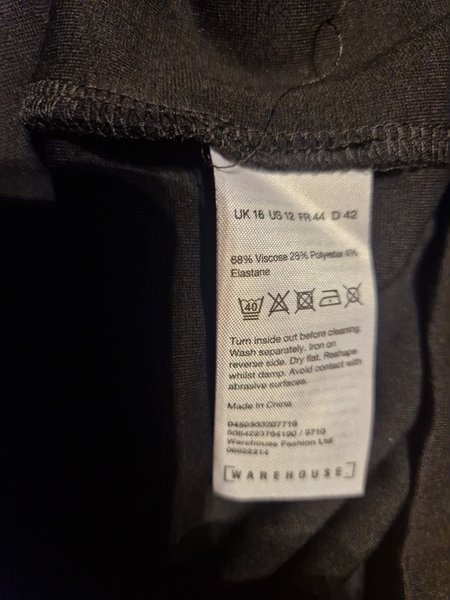 UK 16 US 12 FR 44 D 42
68% Viscose 28% Polyester 4%
Elastane
40
Turn inside out before cleaning.
Wash separately. Iron on
reverse side. Dry flat. Reshape
whilst damp. Avoid contact with
abrasive surfaces.
Made in China
Warehouse Fashion Ltd
[WAREHOUSE]